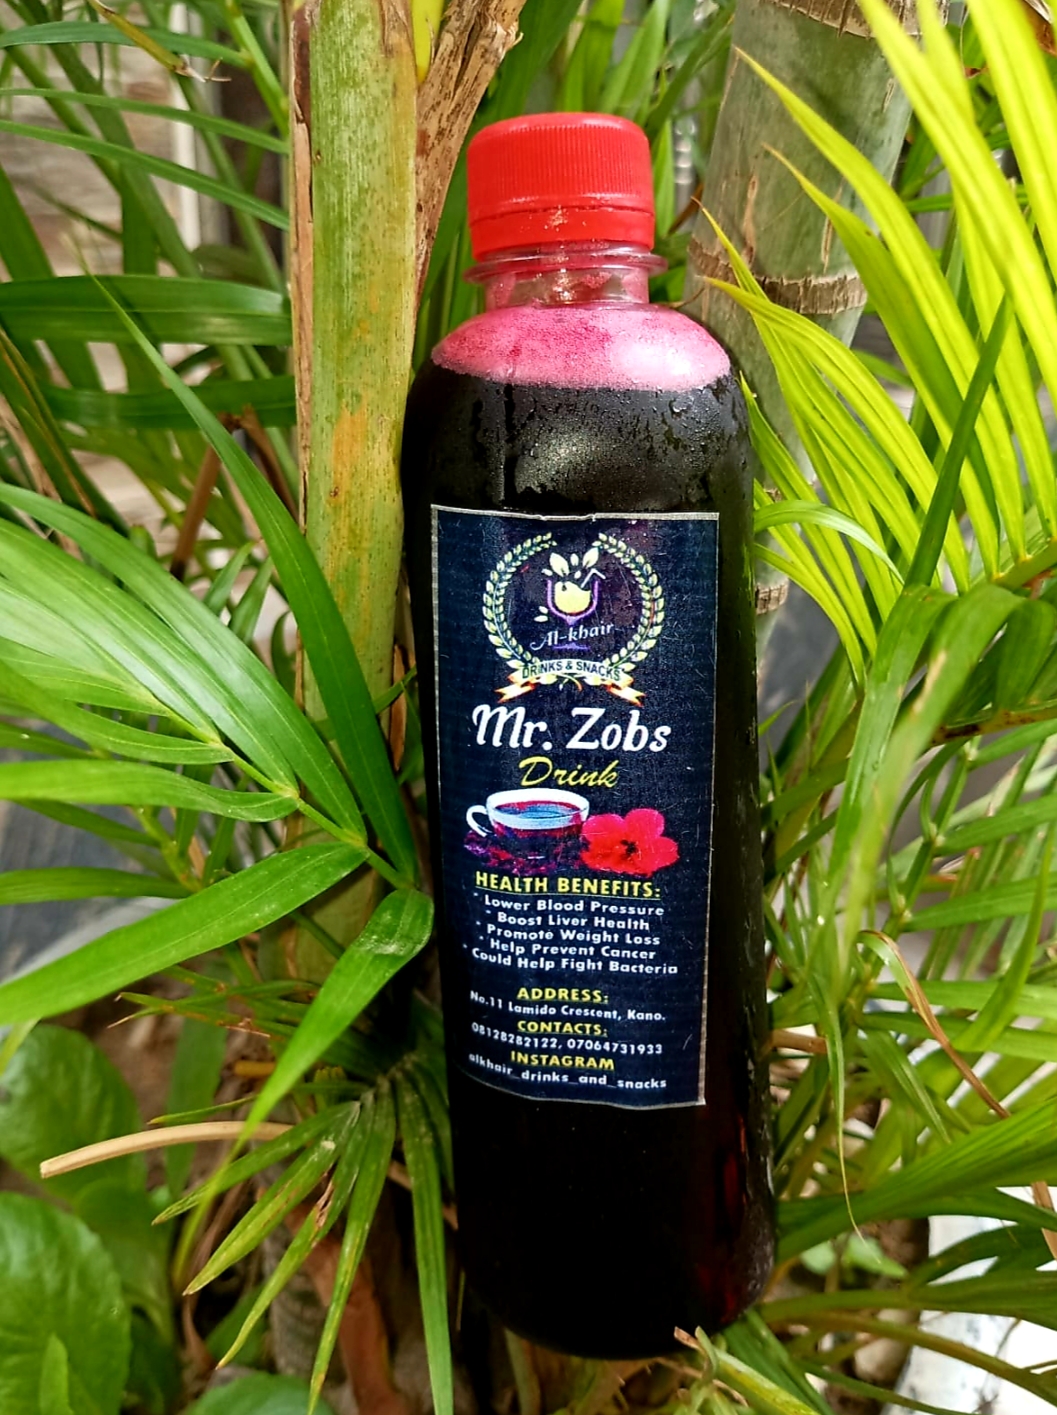 Al-khair
DRINKS & SNACKS
Mr. Zobs
Drink
HEALTH BENEFITS:
- Lower Blood Pressure
- Boost Liver Health
- Promote Weight Loss
- Help Prevent Cancer
- Could Help Fight Bacteria
ADDRESS:
No.11 Lamido Crescent, Kano.
CONTACTS:
08128282122, 07064731933
INSTAGRAM
alkhair_drinks_and_snacks